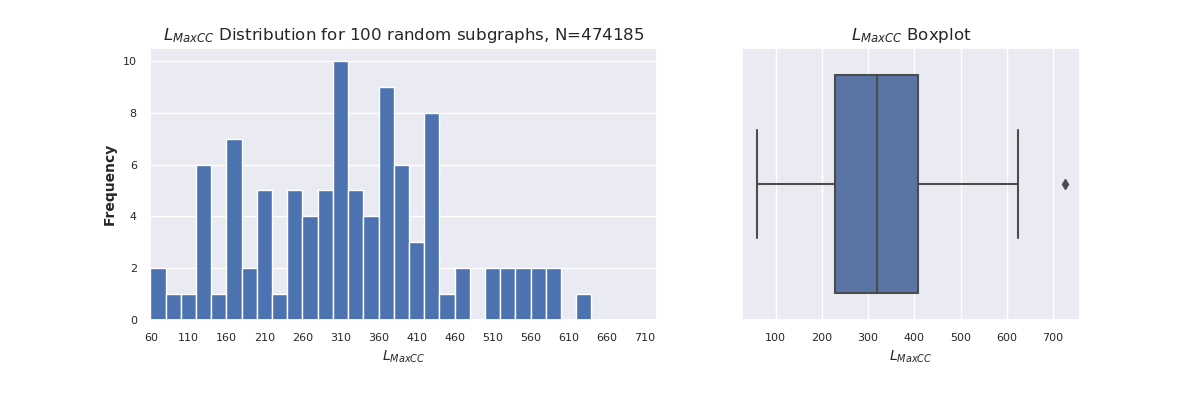 L_MaxCC Distribution for 100 random subgraphs, N=474185
Frequency
10
8
6
4
2
0
60 110 160 210 260 310 360 410 460 510 560 610 660 710
L_MaxCC
L_MaxCC Boxplot
100 200 300 400 500 600 700
L_MaxCC